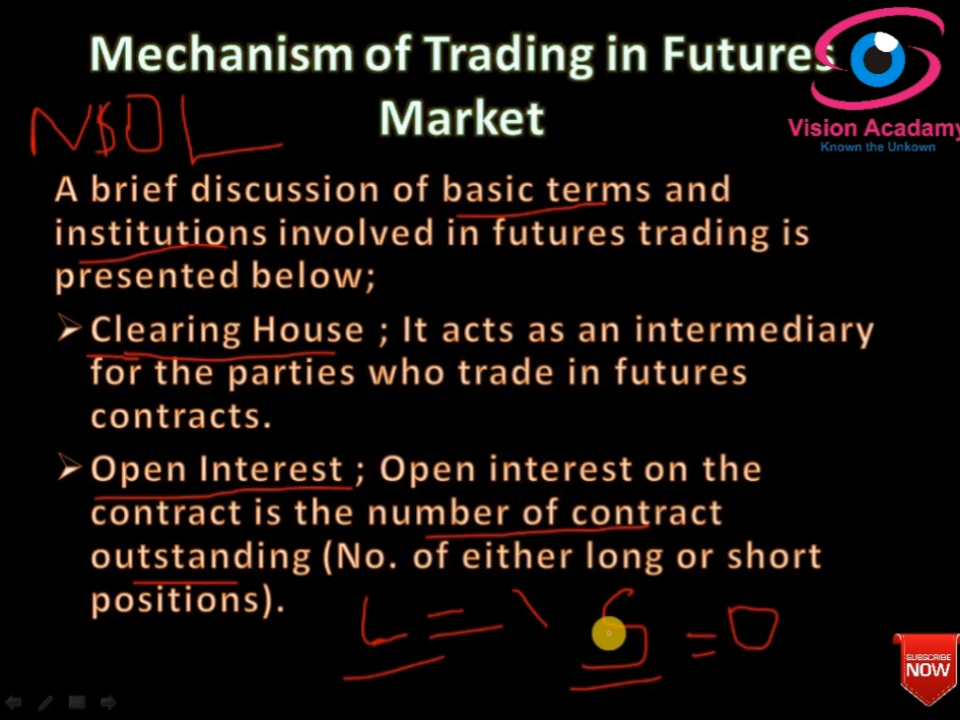 Mechanism of Trading in Futures
Market
Vision Acadamy
Known the Unkown
NSDL
A brief discussion of basic terms and
institutions involved in futures trading is
presented below;
➤ Clearing House ; It acts as an intermediary
for the parties who trade in futures
contracts.
➤ Open Interest ; Open interest on the
contract is the number of contract
outstanding (No. of either long or short
positions).
L = 1 S = 0
SUBSCRIBE
NOW